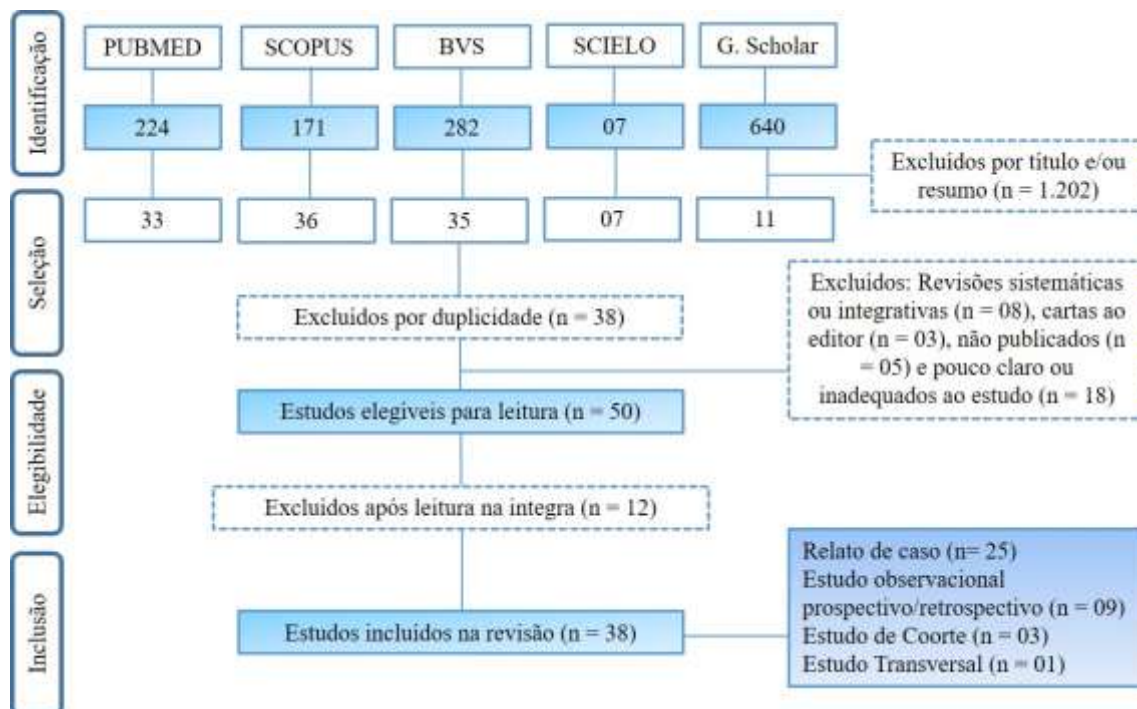 Identificação
PUBMED
SCOPUS
BVS
SCIELO
G. Scholar
224
171
282
07
640
Excluídos por título e/ou
resumo (n = 1.202)
Seleção
33
36
35
07
11
Excluídos por duplicidade (n = 38)
Excluídos: Revisões sistemáticas
ou integrativas (n = 08), cartas ao
editor (n = 03), não publicados (n
= 05) e pouco claro ou
inadequados ao estudo (n = 18)
Elegibilidade
Estudos elegiveis para leitura (n = 50)
Excluidos após leitura na integra (n = 12)
Inclusão
Estudos incluídos na revisão (n = 38)
Relato de caso (n= 25)
Estudo observacional
prospectivo/retrospectivo (n = 09)
Estudo de Coorte (n = 03)
Estudo Transversal (n = 01)